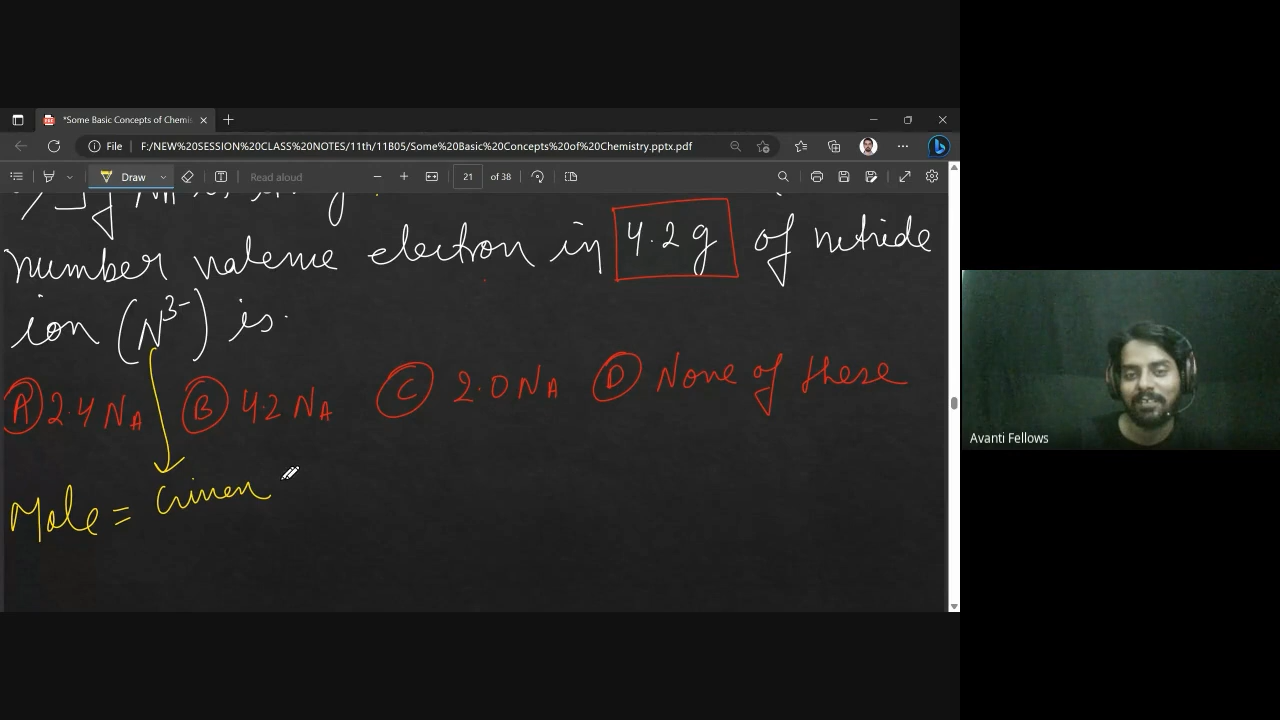 *Some Basic Concepts of Chemis
File F:/NEW%20SESSION%20CLASS%20NOTES/11th/11B05/Some%20Basic%20Concepts%20of%20Chemistry.pptx.pdf
Draw Read aloud 21 of 38
number valence electron in 4.2 g of nitride
ion (N³⁻) is.
(A) 2.4 NA (B) 4.2 NA (C) 2.0 NA (D) None of these
Mole = Given
Avanti Fellows